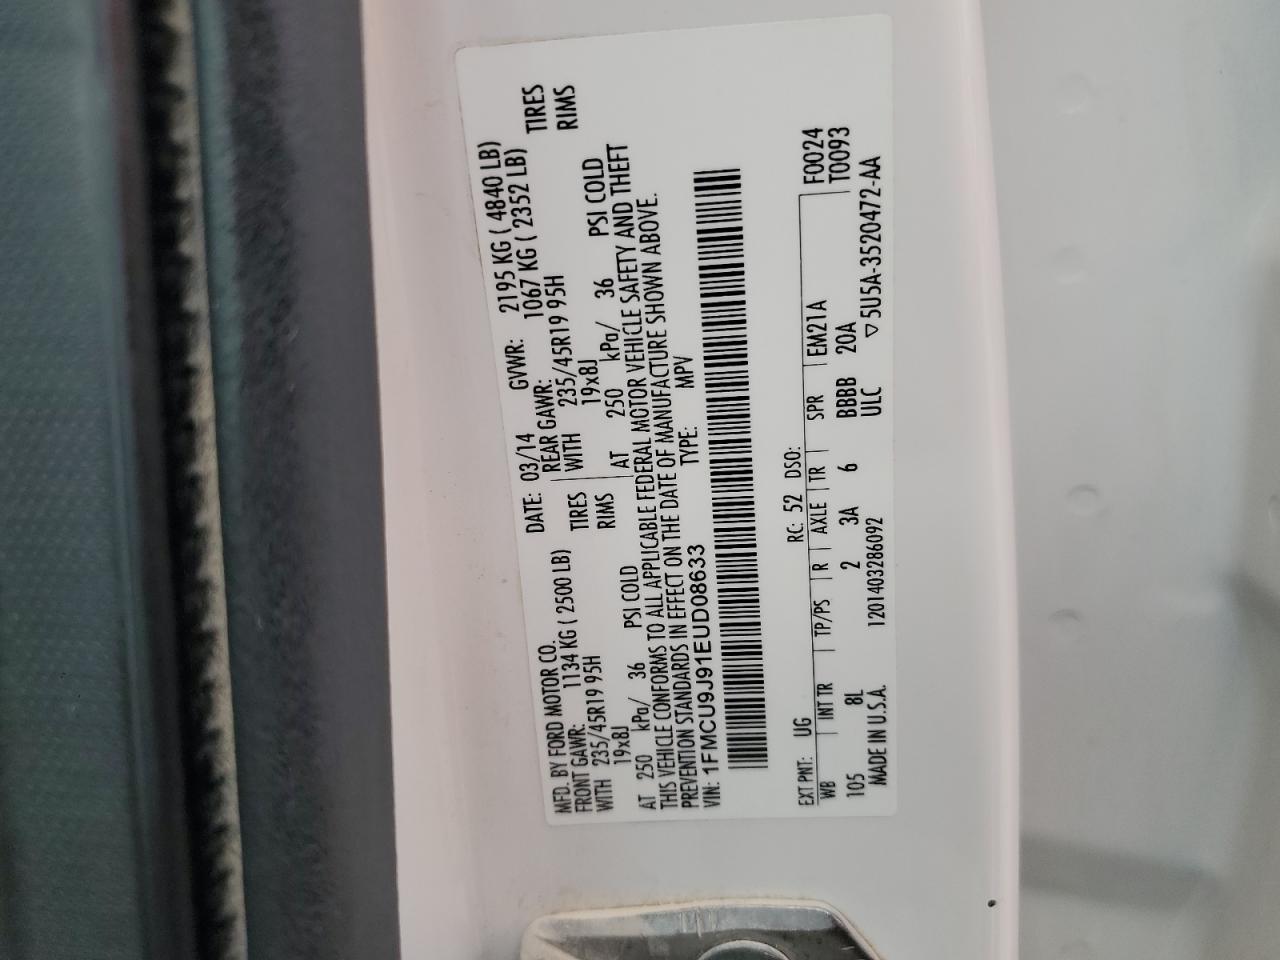 MFD. BY FORD MOTOR CO.
DATE: 03/14 GVWR: 2195 KG ( 4840 LB)
FRONT GAWR: 1134 KG ( 2500 LB) REAR GAWR: 1067 KG ( 2352 LB)
WITH 235/45R19 95H TIRES WITH 235/45R19 95H TIRES
19x8J RIMS 19x8J RIMS
AT 250 kPa/ 36 PSI COLD AT 250 kPa/ 36 PSI COLD
THIS VEHICLE CONFORMS TO ALL APPLICABLE FEDERAL MOTOR VEHICLE SAFETY AND THEFT
PREVENTION STANDARDS IN EFFECT ON THE DATE OF MANUFACTURE SHOWN ABOVE.
VIN: 1FMCU9J91EUD08633 TYPE: MPV
EXT PNT: UG RC: 52 DSO: F0024
WB INT TR TP/PS R AXLE TR SPR EM21A T0093
105 8L 2 3A 6 BBBB 20A
MADE IN U.S.A. 1201403286092 ULC ▽5U5A-3520472-AA